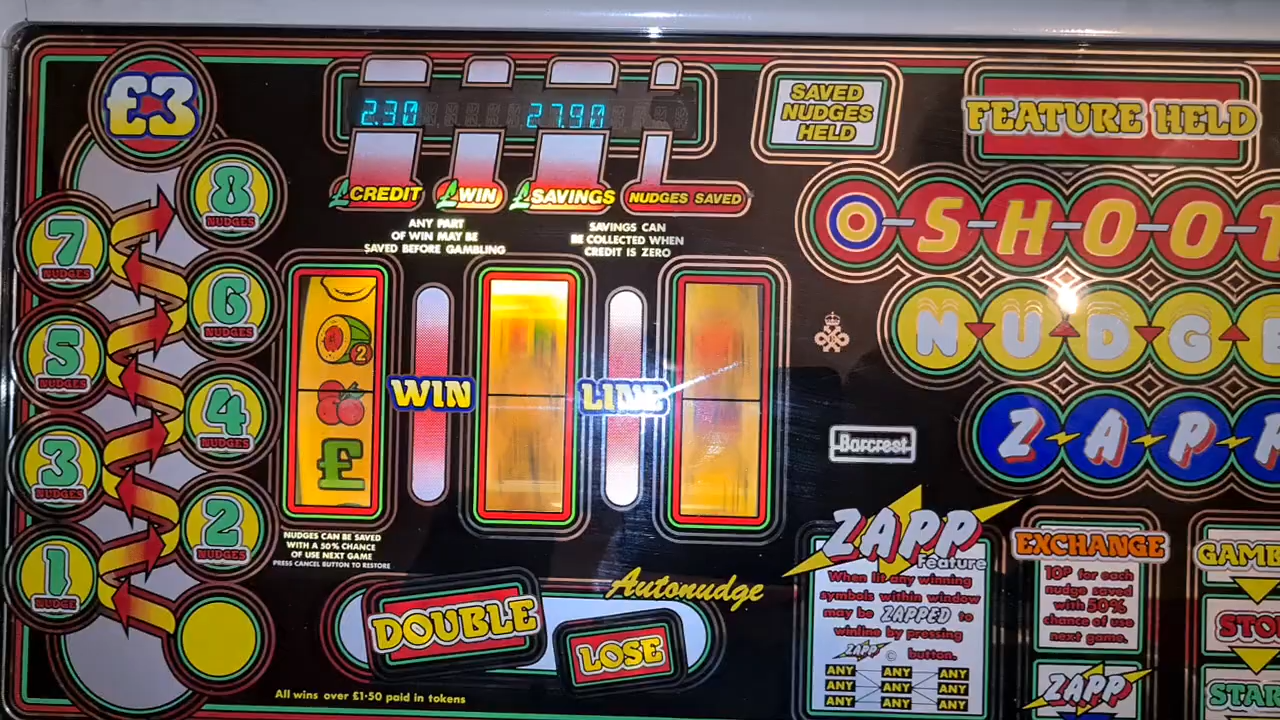 £3
2.30
27.90
£CREDIT
£WIN
£SAVINGS
NUDGES SAVED
ANY PART
OF WIN MAY BE
SAVED BEFORE GAMBLING
SAVINGS CAN
BE COLLECTED WHEN
CREDIT IS ZERO
SAVED
NUDGES
HELD
FEATURE HELD
S-H-O-O-T
NUDGE
ZAPP
8
NUDGES
7
NUDGES
6
NUDGES
5
NUDGES
4
NUDGES
3
NUDGES
2
NUDGES
1
NUDGE
2
£
WIN
LINE
Barcrest
NUDGES CAN BE SAVED
WITH A 50% CHANCE
OF USE NEXT GAME
PRESS CANCEL BUTTON TO RESTORE
Autonudge
DOUBLE
LOSE
All wins over £1·50 paid in tokens
ZAPP
Feature
When lit any winning
symbols within window
may be ZAPPED to
winline by pressing
ZAPP © button.
ANY ANY ANY
ANY ANY ANY
ANY ANY ANY
EXCHANGE
10P for each
nudge saved
with 50%
chance of use
next game.
ZAPP
GAME
STO
STAR